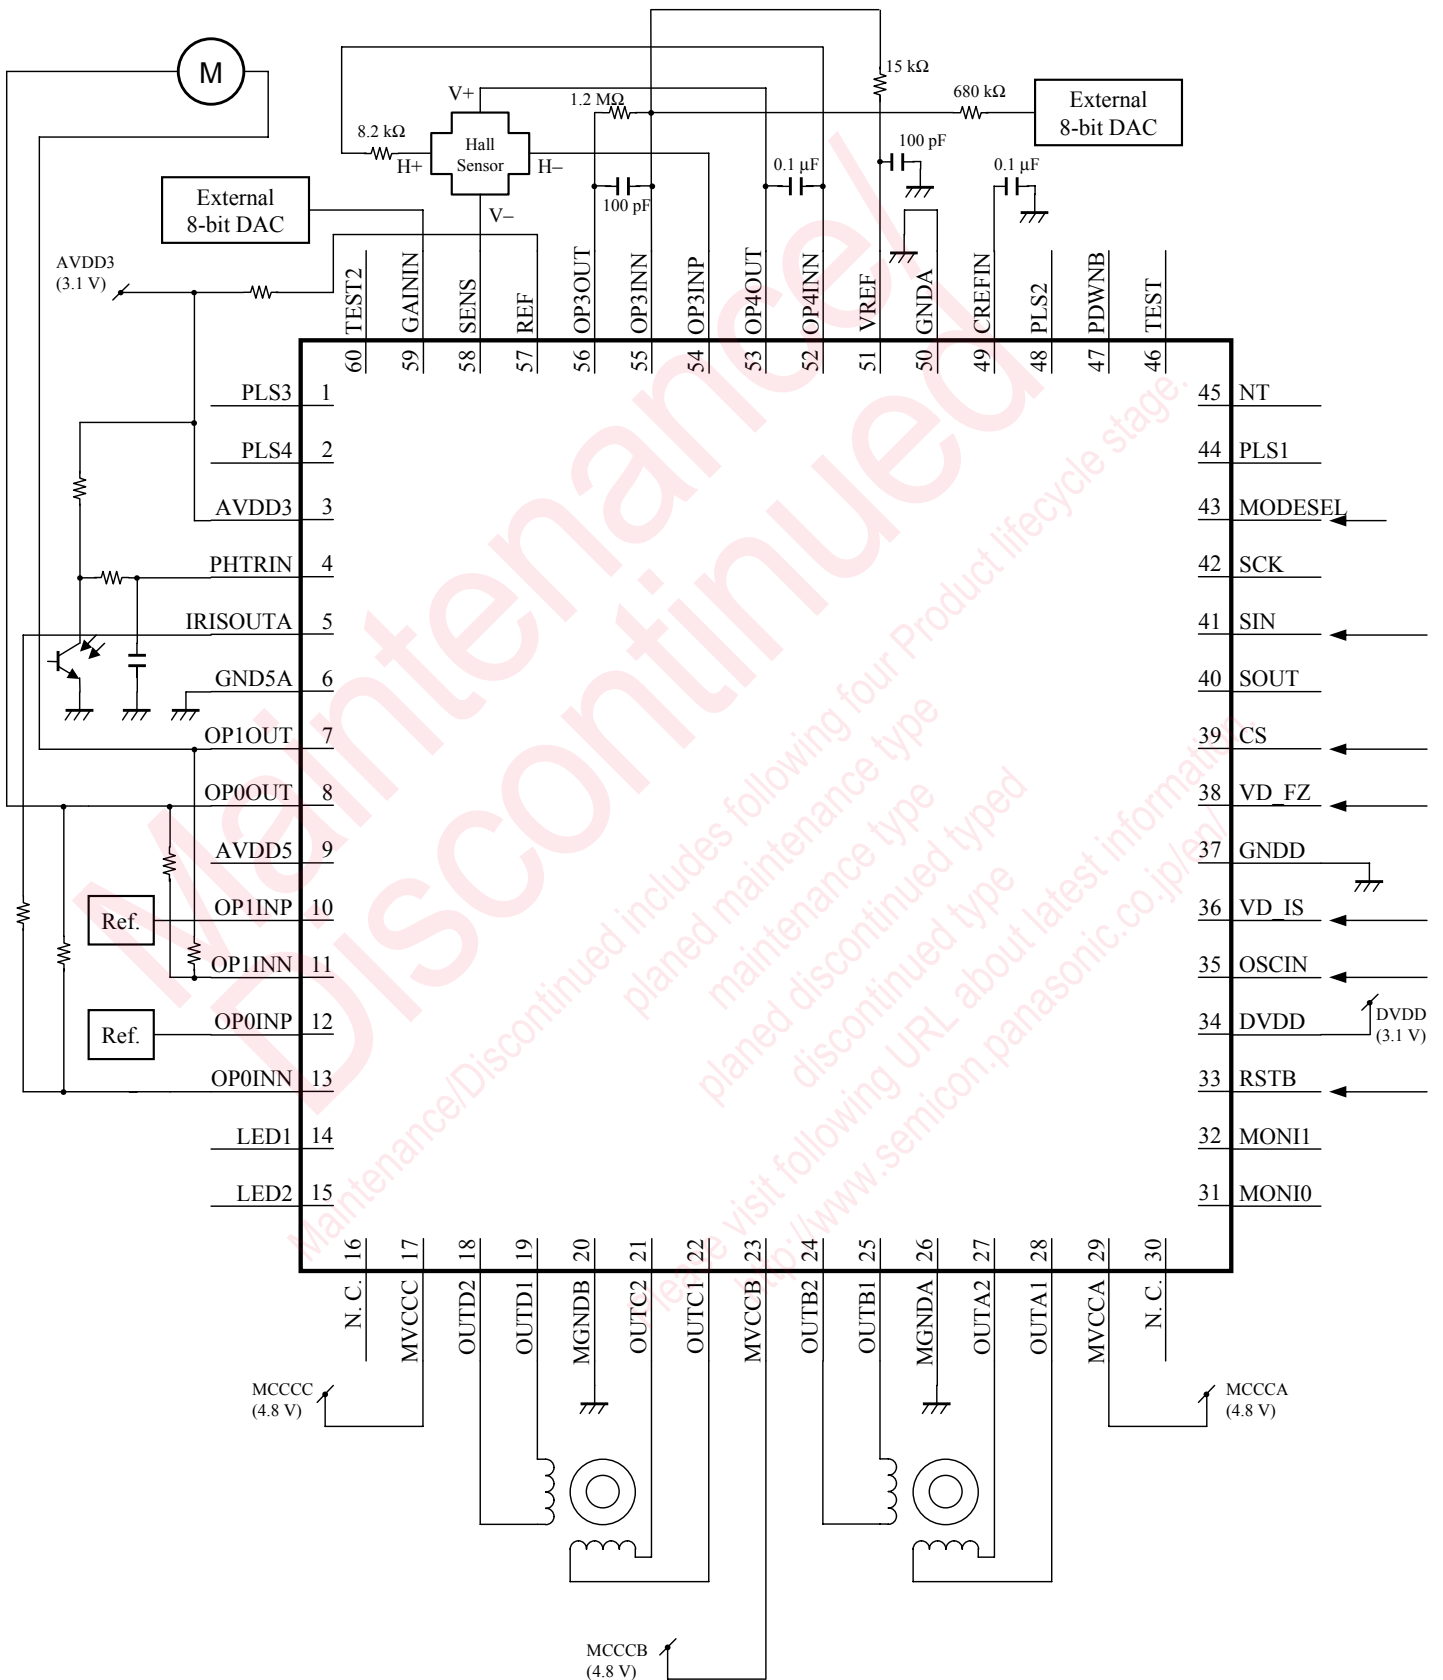 M
V+
8.2 kΩ
H+
Hall
Sensor
H–
V–
1.2 MΩ
100 pF
15 kΩ
680 kΩ
External
8-bit DAC
100 pF
0.1 µF
0.1 µF
External
8-bit DAC
AVDD3
(3.1 V)
60 TEST2
59 GAININ
58 SENS
57 REF
56 OP3OUT
55 OP3INN
54 OP3INP
53 OP4OUT
52 OP4INN
51 VREF
50 GNDA
49 CREFIN
48 PLS2
47 PDWNB
46 TEST
PLS3 1
PLS4 2
AVDD3 3
PHTRIN 4
IRISOUTA 5
GND5A 6
OP1OUT 7
OP0OUT 8
AVDD5 9
Ref. OP1INP 10
OP1INN 11
Ref. OP0INP 12
OP0INN 13
LED1 14
LED2 15
45 NT
44 PLS1
43 MODESEL
42 SCK
41 SIN
40 SOUT
39 CS
38 VD_FZ
37 GNDD
36 VD_IS
35 OSCIN
34 DVDD
DVDD
(3.1 V)
33 RSTB
32 MONI1
31 MONI0
16 N. C.
17 MVCCC
18 OUTD2
19 OUTD1
20 MGNDB
21 OUTC2
22 OUTC1
23 MVCCB
24 OUTB2
25 OUTB1
26 MGNDA
27 OUTA2
28 OUTA1
29 MVCCA
30 N. C.
MCCCC
(4.8 V)
MCCCA
(4.8 V)
MCCCB
(4.8 V)
Maintenance/
Discontinued
Maintenance/Discontinued includes following four Product lifecycle stage.
planed maintenance type
maintenance type
planed discontinued typed
discontinued type
Please visit following URL about latest information.
http://www.semicon.panasonic.co.jp/en/